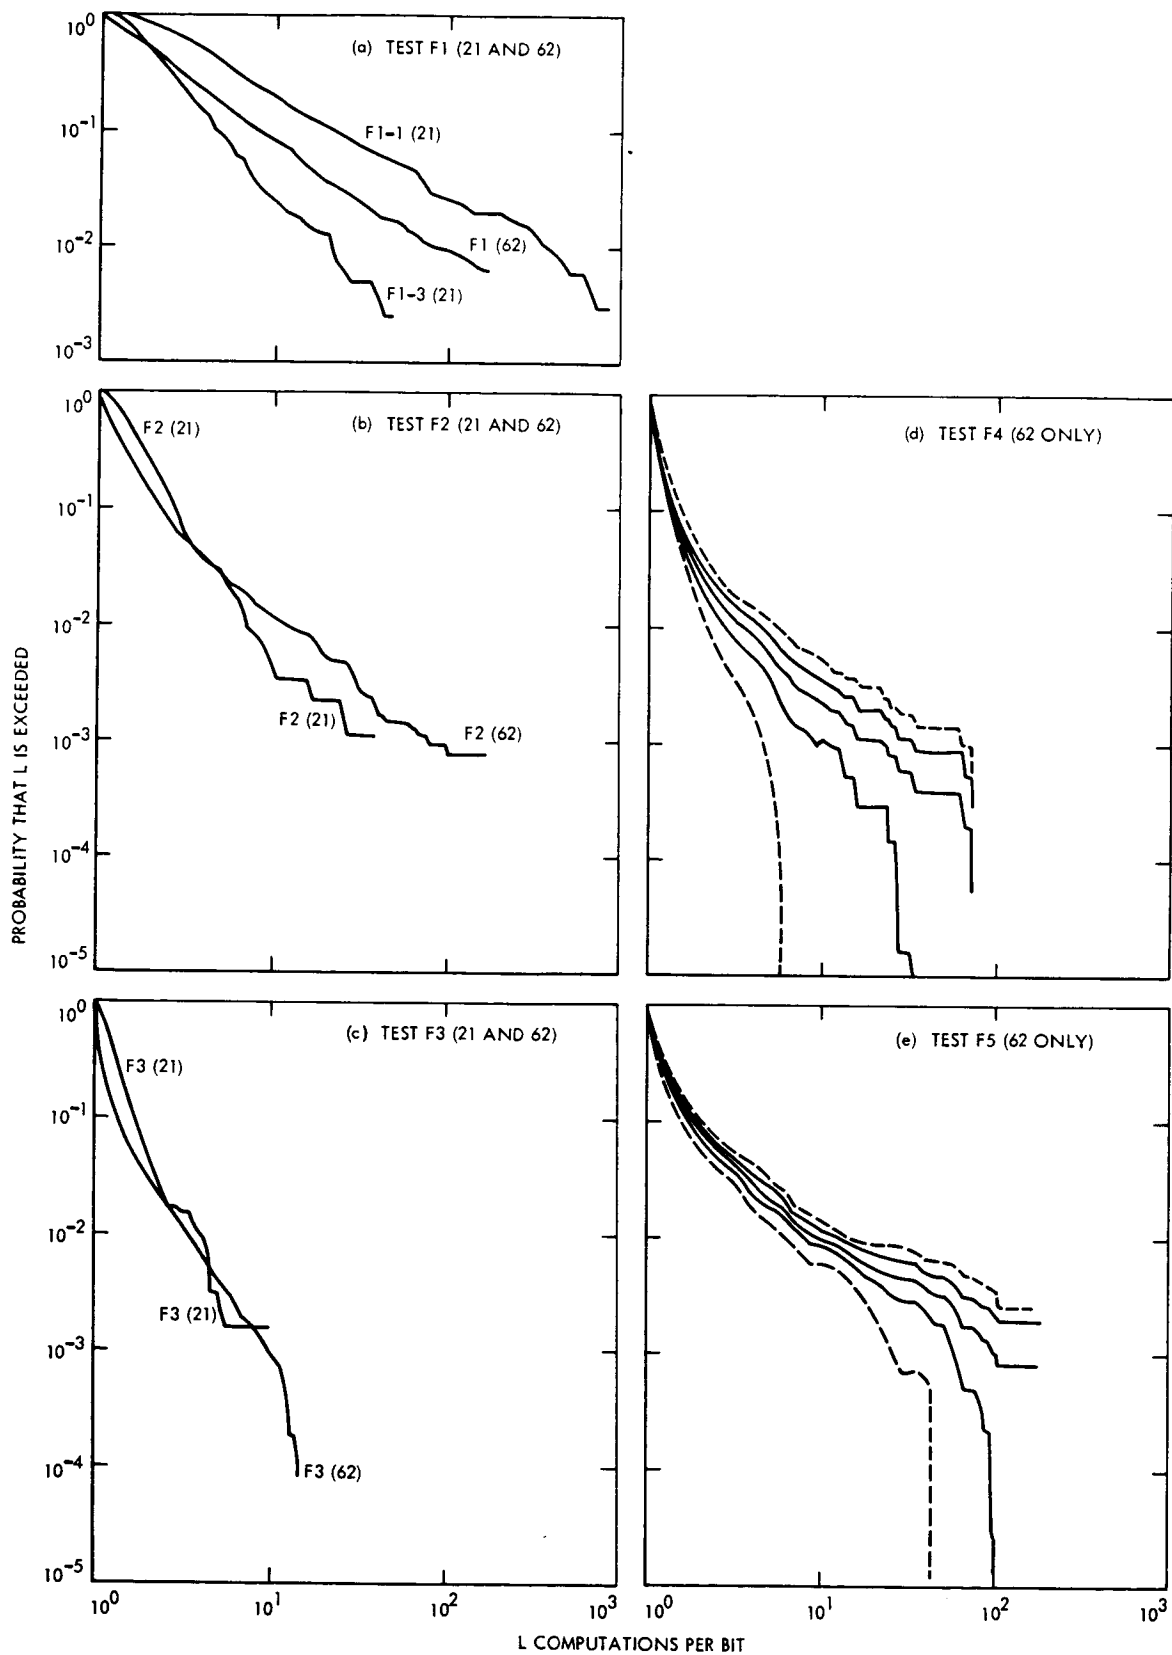 (a) TEST F1 (21 AND 62)
10^0
10^-1
10^-2
10^-3
F1-1 (21)
F1 (62)
F1-3 (21)
(b) TEST F2 (21 AND 62)
10^0
10^-1
10^-2
10^-3
10^-4
10^-5
F2 (21)
F2 (21)
F2 (62)
(d) TEST F4 (62 ONLY)
(c) TEST F3 (21 AND 62)
10^0
10^-1
10^-2
10^-3
10^-4
10^-5
F3 (21)
F3 (21)
F3 (62)
10^0 10^1 10^2 10^3
(e) TEST F5 (62 ONLY)
10^0 10^1 10^2 10^3
PROBABILITY THAT L IS EXCEEDED
L COMPUTATIONS PER BIT